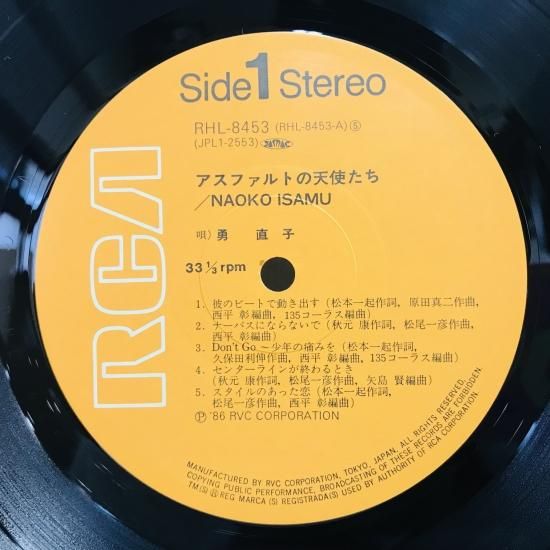 Side 1 Stereo
RHL-8453 (RHL-8453-A) ⑤
(JPL1-2553) JASRAC
アスファルトの天使たち
／NAOKO iSAMU
唄）勇 直子
33 1/3 rpm
1. 彼のビートで動き出す（松本一起作詞, 原田真二作曲,
西平 彰編曲, 135コーラス編曲）
2. ナーバスにならないで（秋元 康作詞, 松尾一彦作曲,
西平 彰編曲）
3. Don't Go 〜少年の痛みを（松本一起作詞,
久保田利伸作曲, 西平 彰編曲, 135コーラス編曲）
4. センターラインが終わるとき
（秋元 康作詞, 松尾一彦作曲, 矢島 賢編曲）
5. スタイルのあった恋（松本一起作詞,
松尾一彦作曲, 西平 彰編曲）
Ⓟ '86 RVC CORPORATION
RCA
MANUFACTURED BY RVC CORPORATION, TOKYO, JAPAN, ALL RIGHTS RESERVED.
COPYING PUBLIC PERFORMANCE, BROADCASTING OF THESE RECORDS ARE FORBIDDEN.
TM(S) ® REG MARCA (S) REGISTRADA(S) USED BY AUTHORITY OF RCA CORPORATION.